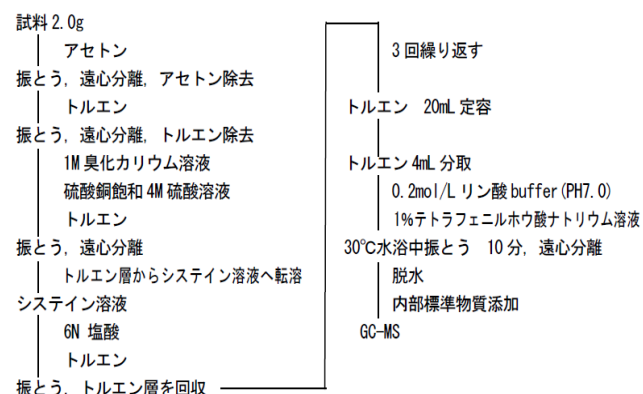 試料 2.0g
アセトン
振とう, 遠心分離, アセトン除去
トルエン
振とう, 遠心分離, トルエン除去
1M 臭化カリウム溶液
硫酸銅飽和 4M 硫酸溶液
トルエン
振とう, 遠心分離
トルエン層からシステイン溶液へ転溶
システイン溶液
6N 塩酸
トルエン
振とう, トルエン層を回収
3 回繰り返す
トルエン 20mL 定容
トルエン 4mL 分取
0.2mol/L リン酸 buffer(PH7.0)
1%テトラフェニルホウ酸ナトリウム溶液
30℃水浴中振とう 10 分, 遠心分離
脱水
内部標準物質添加
GC-MS